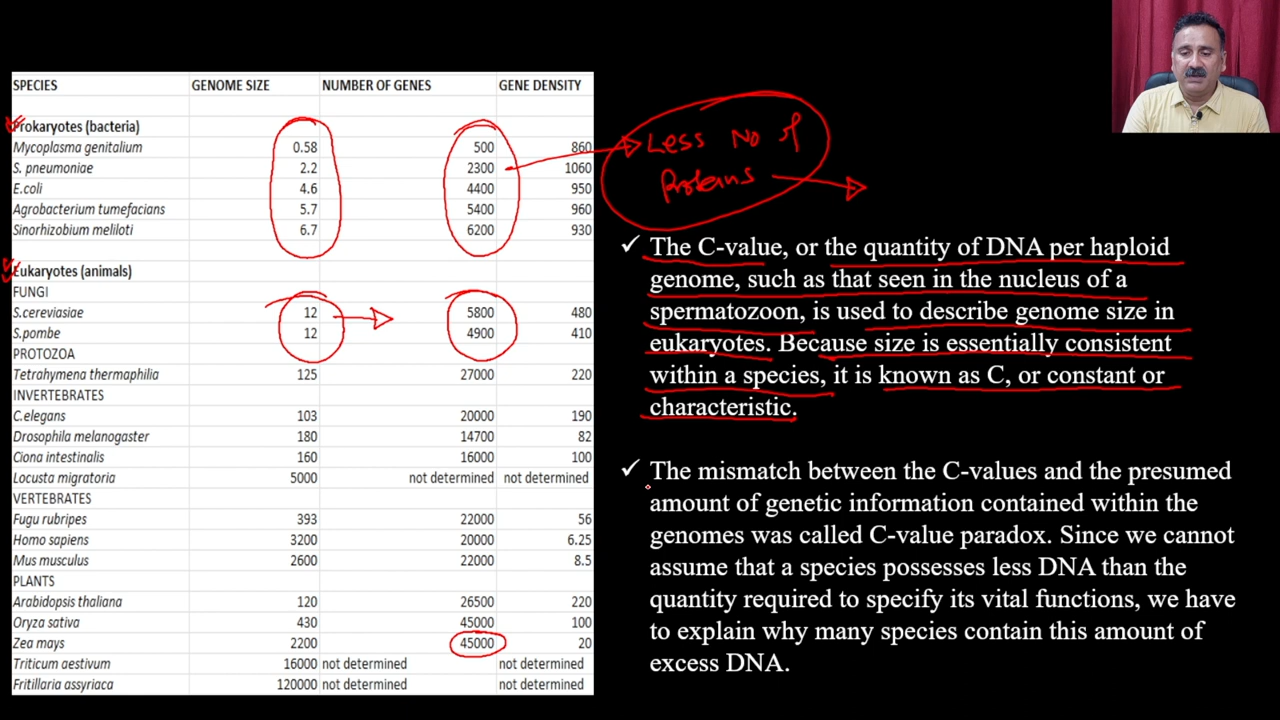 SPECIES GENOME SIZE NUMBER OF GENES GENE DENSITY
Prokaryotes (bacteria)
Mycoplasma genitalium 0.58 500 860
S. pneumoniae 2.2 2300 1060
E.coli 4.6 4400 950
Agrobacterium tumefacians 5.7 5400 960
Sinorhizobium meliloti 6.7 6200 930
Eukaryotes (animals)
FUNGI
S.cereviasiae 12 5800 480
S.pombe 12 4900 410
PROTOZOA
Tetrahymena thermaphilia 125 27000 220
INVERTEBRATES
C.elegans 103 20000 190
Drosophila melanogaster 180 14700 82
Ciona intestinalis 160 16000 100
Locusta migratoria 5000 not determined not determined
VERTEBRATES
Fugu rubripes 393 22000 56
Homo sapiens 3200 20000 6.25
Mus musculus 2600 22000 8.5
PLANTS
Arabidopsis thaliana 120 26500 220
Oryza sativa 430 45000 100
Zea mays 2200 45000 20
Triticum aestivum 16000 not determined not determined
Fritillaria assyriaca 120000 not determined not determined
Less No of
Proteins
✓ The C-value, or the quantity of DNA per haploid
genome, such as that seen in the nucleus of a
spermatozoon, is used to describe genome size in
eukaryotes. Because size is essentially consistent
within a species, it is known as C, or constant or
characteristic.
✓ The mismatch between the C-values and the presumed
amount of genetic information contained within the
genomes was called C-value paradox. Since we cannot
assume that a species possesses less DNA than the
quantity required to specify its vital functions, we have
to explain why many species contain this amount of
excess DNA.